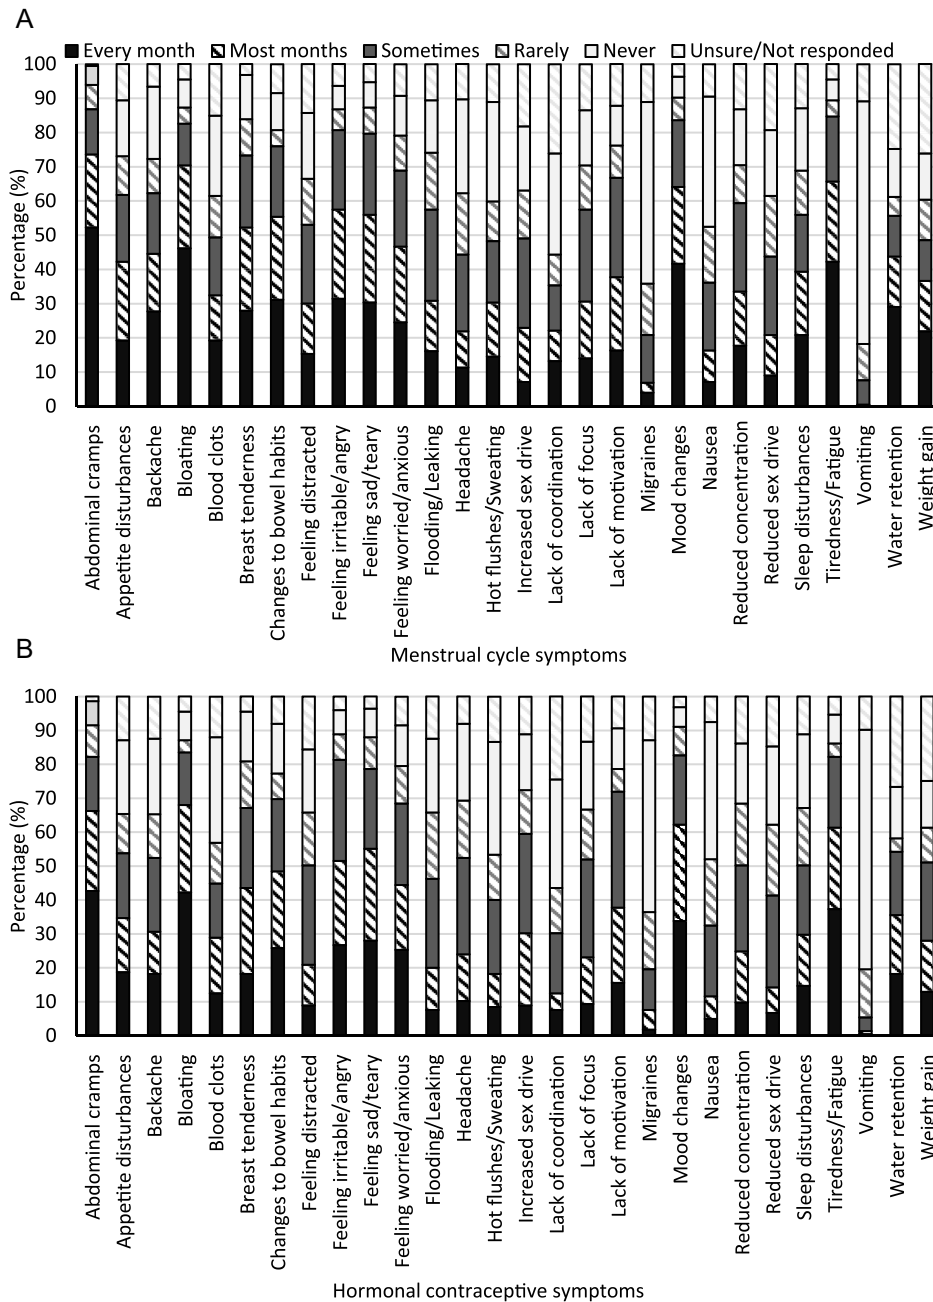 A
Every month Most months Sometimes Rarely Never Unsure/Not responded
100
90
80
70
60
50
40
30
20
10
0
Percentage (%)
Abdominal cramps
Appetite disturbances
Backache
Bloating
Blood clots
Breast tenderness
Changes to bowel habits
Feeling distracted
Feeling irritable/angry
Feeling sad/teary
Feeling worried/anxious
Flooding/Leaking
Headache
Hot flushes/Sweating
Increased sex drive
Lack of coordination
Lack of focus
Lack of motivation
Migraines
Mood changes
Nausea
Reduced concentration
Reduced sex drive
Sleep disturbances
Tiredness/Fatigue
Vomiting
Water retention
Weight gain
Menstrual cycle symptoms
B
100
90
80
70
60
50
40
30
20
10
0
Percentage (%)
Abdominal cramps
Appetite disturbances
Backache
Bloating
Blood clots
Breast tenderness
Changes to bowel habits
Feeling distracted
Feeling irritable/angry
Feeling sad/teary
Feeling worried/anxious
Flooding/Leaking
Headache
Hot flushes/Sweating
Increased sex drive
Lack of coordination
Lack of focus
Lack of motivation
Migraines
Mood changes
Nausea
Reduced concentration
Reduced sex drive
Sleep disturbances
Tiredness/Fatigue
Vomiting
Water retention
Weight gain
Hormonal contraceptive symptoms